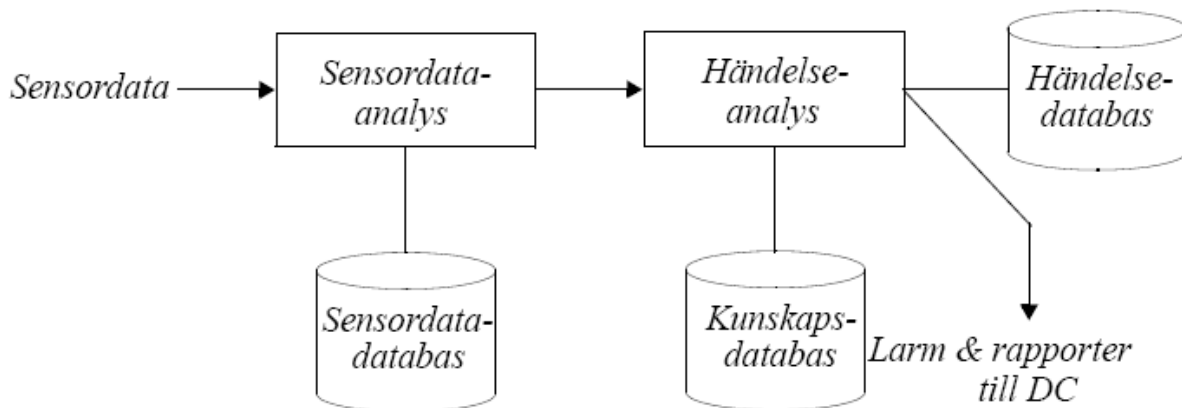 Sensordata
Sensordata-
analys
Händelse-
analys
Händelse-
databas
Sensordata-
databas
Kunskaps-
databas
Larm & rapporter
till DC